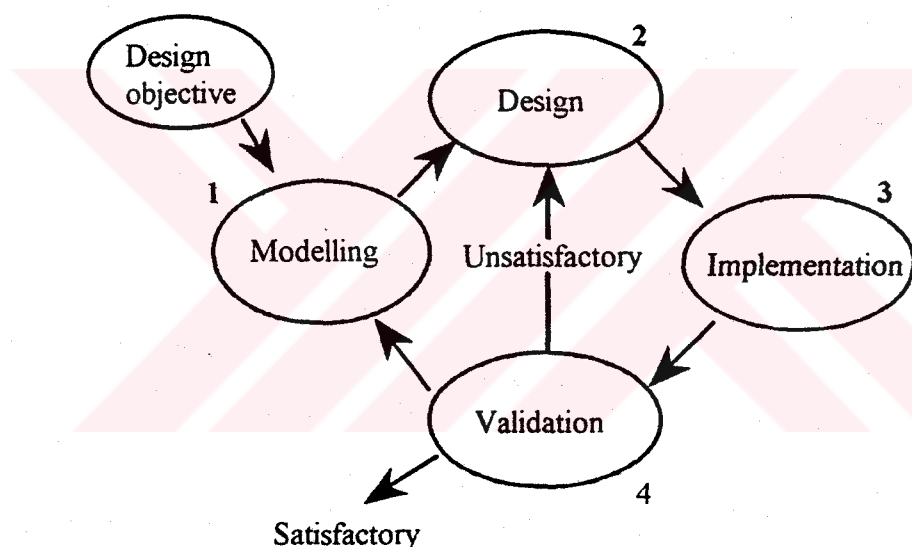 Design
objective
2
Design
1
Modelling
Unsatisfactory
3
Implementation
Validation
4
Satisfactory